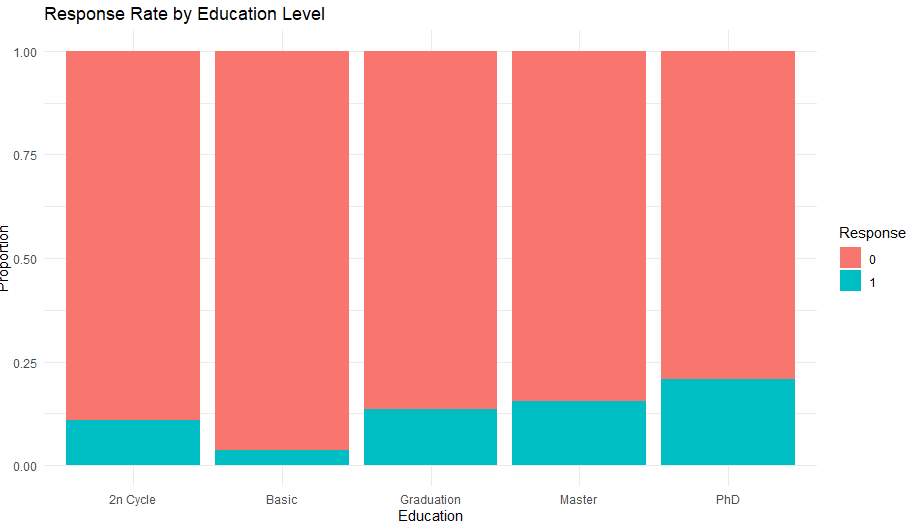 Response Rate by Education Level
1.00
0.75
0.50
0.25
0.00
Proportion
2n Cycle
Basic
Graduation
Master
PhD
Education
Response
0
1